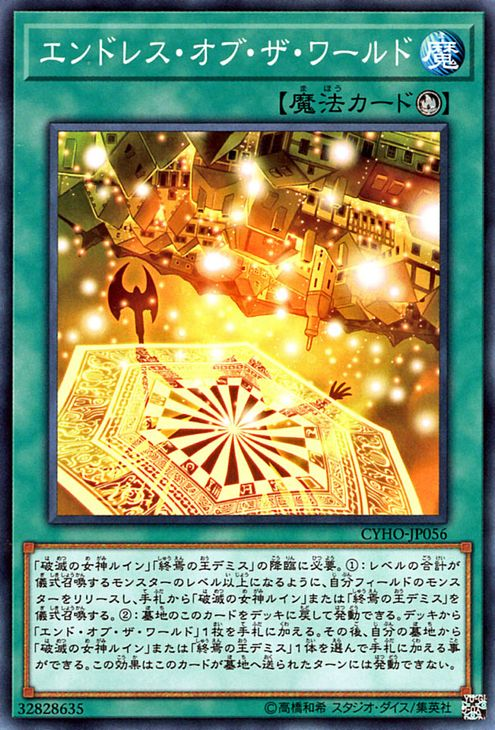 エンドレス・オブ・ザ・ワールド 魔
【魔法カード】
CYHO-JP056
「破滅の女神ルイン」「終焉の王デミス」の降臨に必要。①：レベルの合計が
儀式召喚するモンスターのレベル以上になるように、自分フィールドのモンス
ターをリリースし、手札から「破滅の女神ルイン」または「終焉の王デミス」を
儀式召喚する。②：墓地のこのカードをデッキに戻して発動できる。デッキから
「エンド・オブ・ザ・ワールド」１枚を手札に加える。その後、自分の墓地から
「破滅の女神ルイン」または「終焉の王デミス」１体を選んで手札に加える事
ができる。この効果はこのカードが墓地へ送られたターンには発動できない。
32828635
©高橋和希 スタジオ・ダイス/集英社